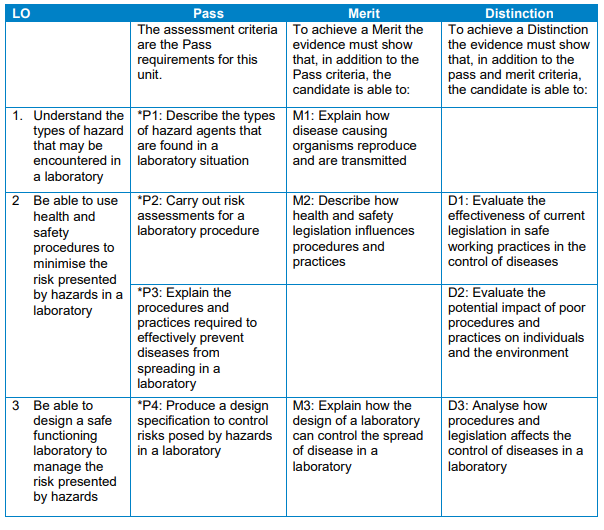 LO
Pass
Merit
Distinction
The assessment criteria
are the Pass
requirements for this
unit.
To achieve a Merit the
evidence must show
that, in addition to the
Pass criteria, the
candidate is able to:
To achieve a Distinction
the evidence must show
that, in addition to the
pass and merit criteria,
the candidate is able to:
1. Understand the
types of hazard
that may be
encountered in
a laboratory
*P1: Describe the types
of hazard agents that
are found in a
laboratory situation
M1: Explain how
disease causing
organisms reproduce
and are transmitted
2 Be able to use
health and
safety
procedures to
minimise the
risk presented
by hazards in a
laboratory
*P2: Carry out risk
assessments for a
laboratory procedure
M2: Describe how
health and safety
legislation influences
procedures and
practices
D1: Evaluate the
effectiveness of current
legislation in safe
working practices in the
control of diseases
*P3: Explain the
procedures and
practices required to
effectively prevent
diseases from
spreading in a
laboratory
D2: Evaluate the
potential impact of poor
procedures and
practices on individuals
and the environment
3 Be able to
design a safe
functioning
laboratory to
manage the
risk presented
by hazards
*P4: Produce a design
specification to control
risks posed by hazards
in a laboratory
M3: Explain how the
design of a laboratory
can control the spread
of disease in a
laboratory
D3: Analyse how
procedures and
legislation affects the
control of diseases in a
laboratory